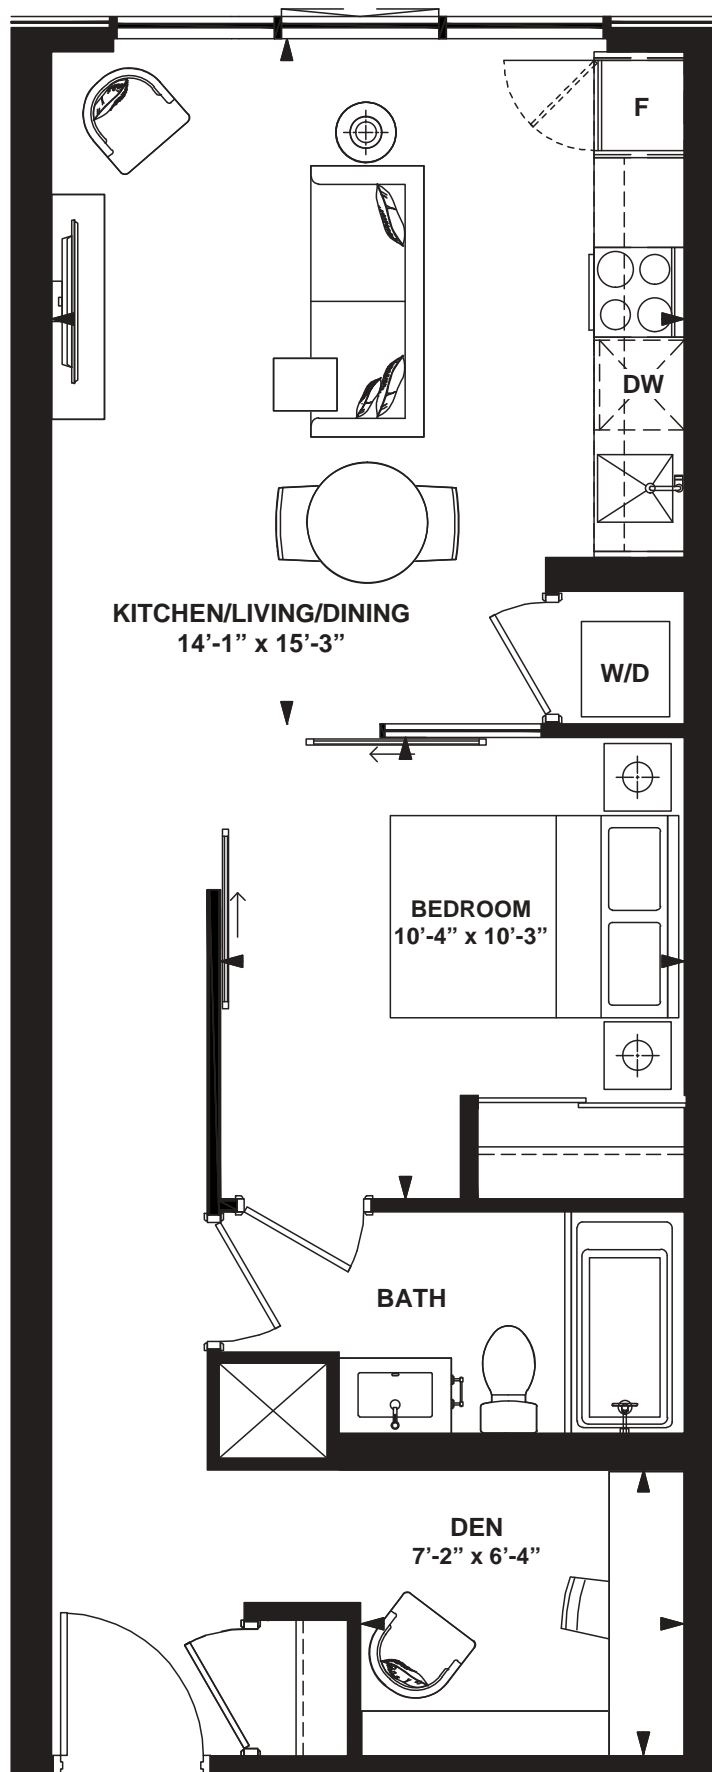 F
DW
KITCHEN/LIVING/DINING
14’-1” x 15’-3”
W/D
BEDROOM
10’-4” x 10’-3”
BATH
DEN
7’-2” x 6’-4”